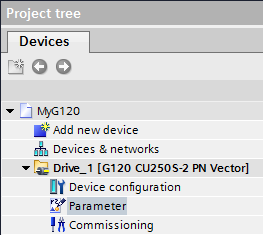 Project tree
Devices
MyG120
Add new device
Devices & networks
Drive_1 [G120 CU250S-2 PN Vector]
Device configuration
Parameter
Commissioning